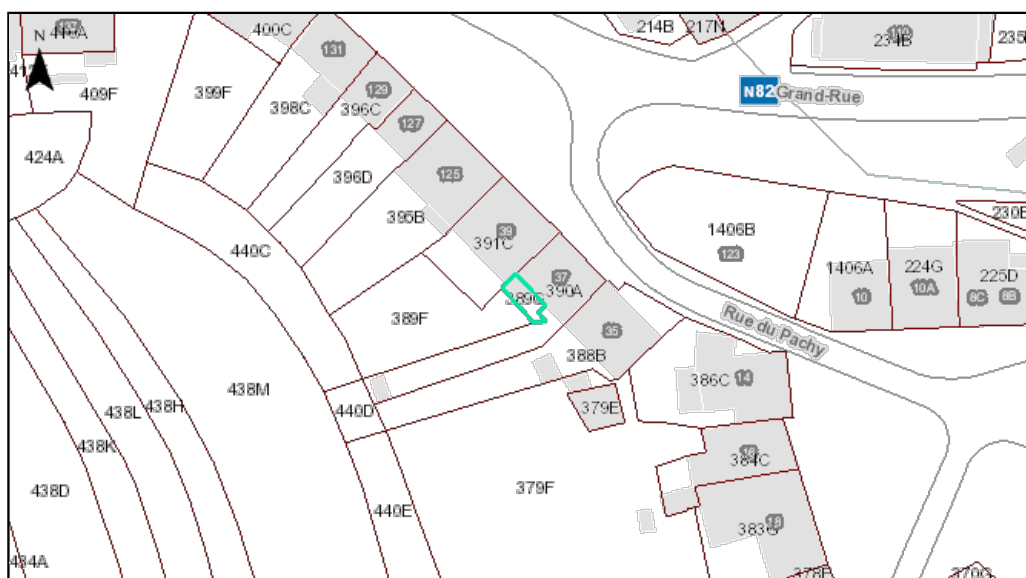 137
410A
N
409F
424A
399F
400C
131
398C
129
396C
127
396D
125
395B
440C
39
391C
37
390A
389F
35
388B
438M
438H
438L
438K
438D
434A
440D
440E
379E
379F
214B
217N
234B
N82
Grand-Rue
1406B
123
1406A
10
224G
10A
225D
8C
8B
Rue du Pachy
386C
14
384C
383G
18